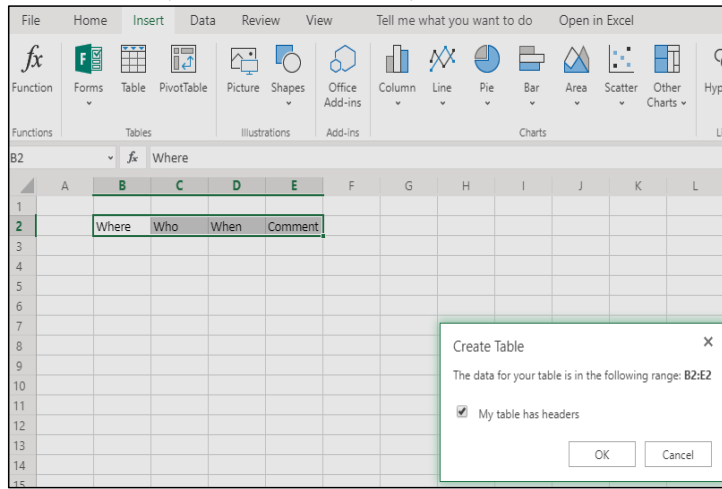 File Home Insert Data Review View Tell me what you want to do Open in Excel
fx F
Function Forms Table PivotTable Picture Shapes Office Add-ins Column Line Pie Bar Area Scatter Other Charts
Functions Tables Illustrations Add-ins Charts
B2 fx Where
A B C D E F G H I J K L
1
2 Where Who When Comment
3
4
5
6
7
8
9
10
11
12
13
14
15
Create Table ×
The data for your table is in the following range: B2:E2
My table has headers
OK Cancel